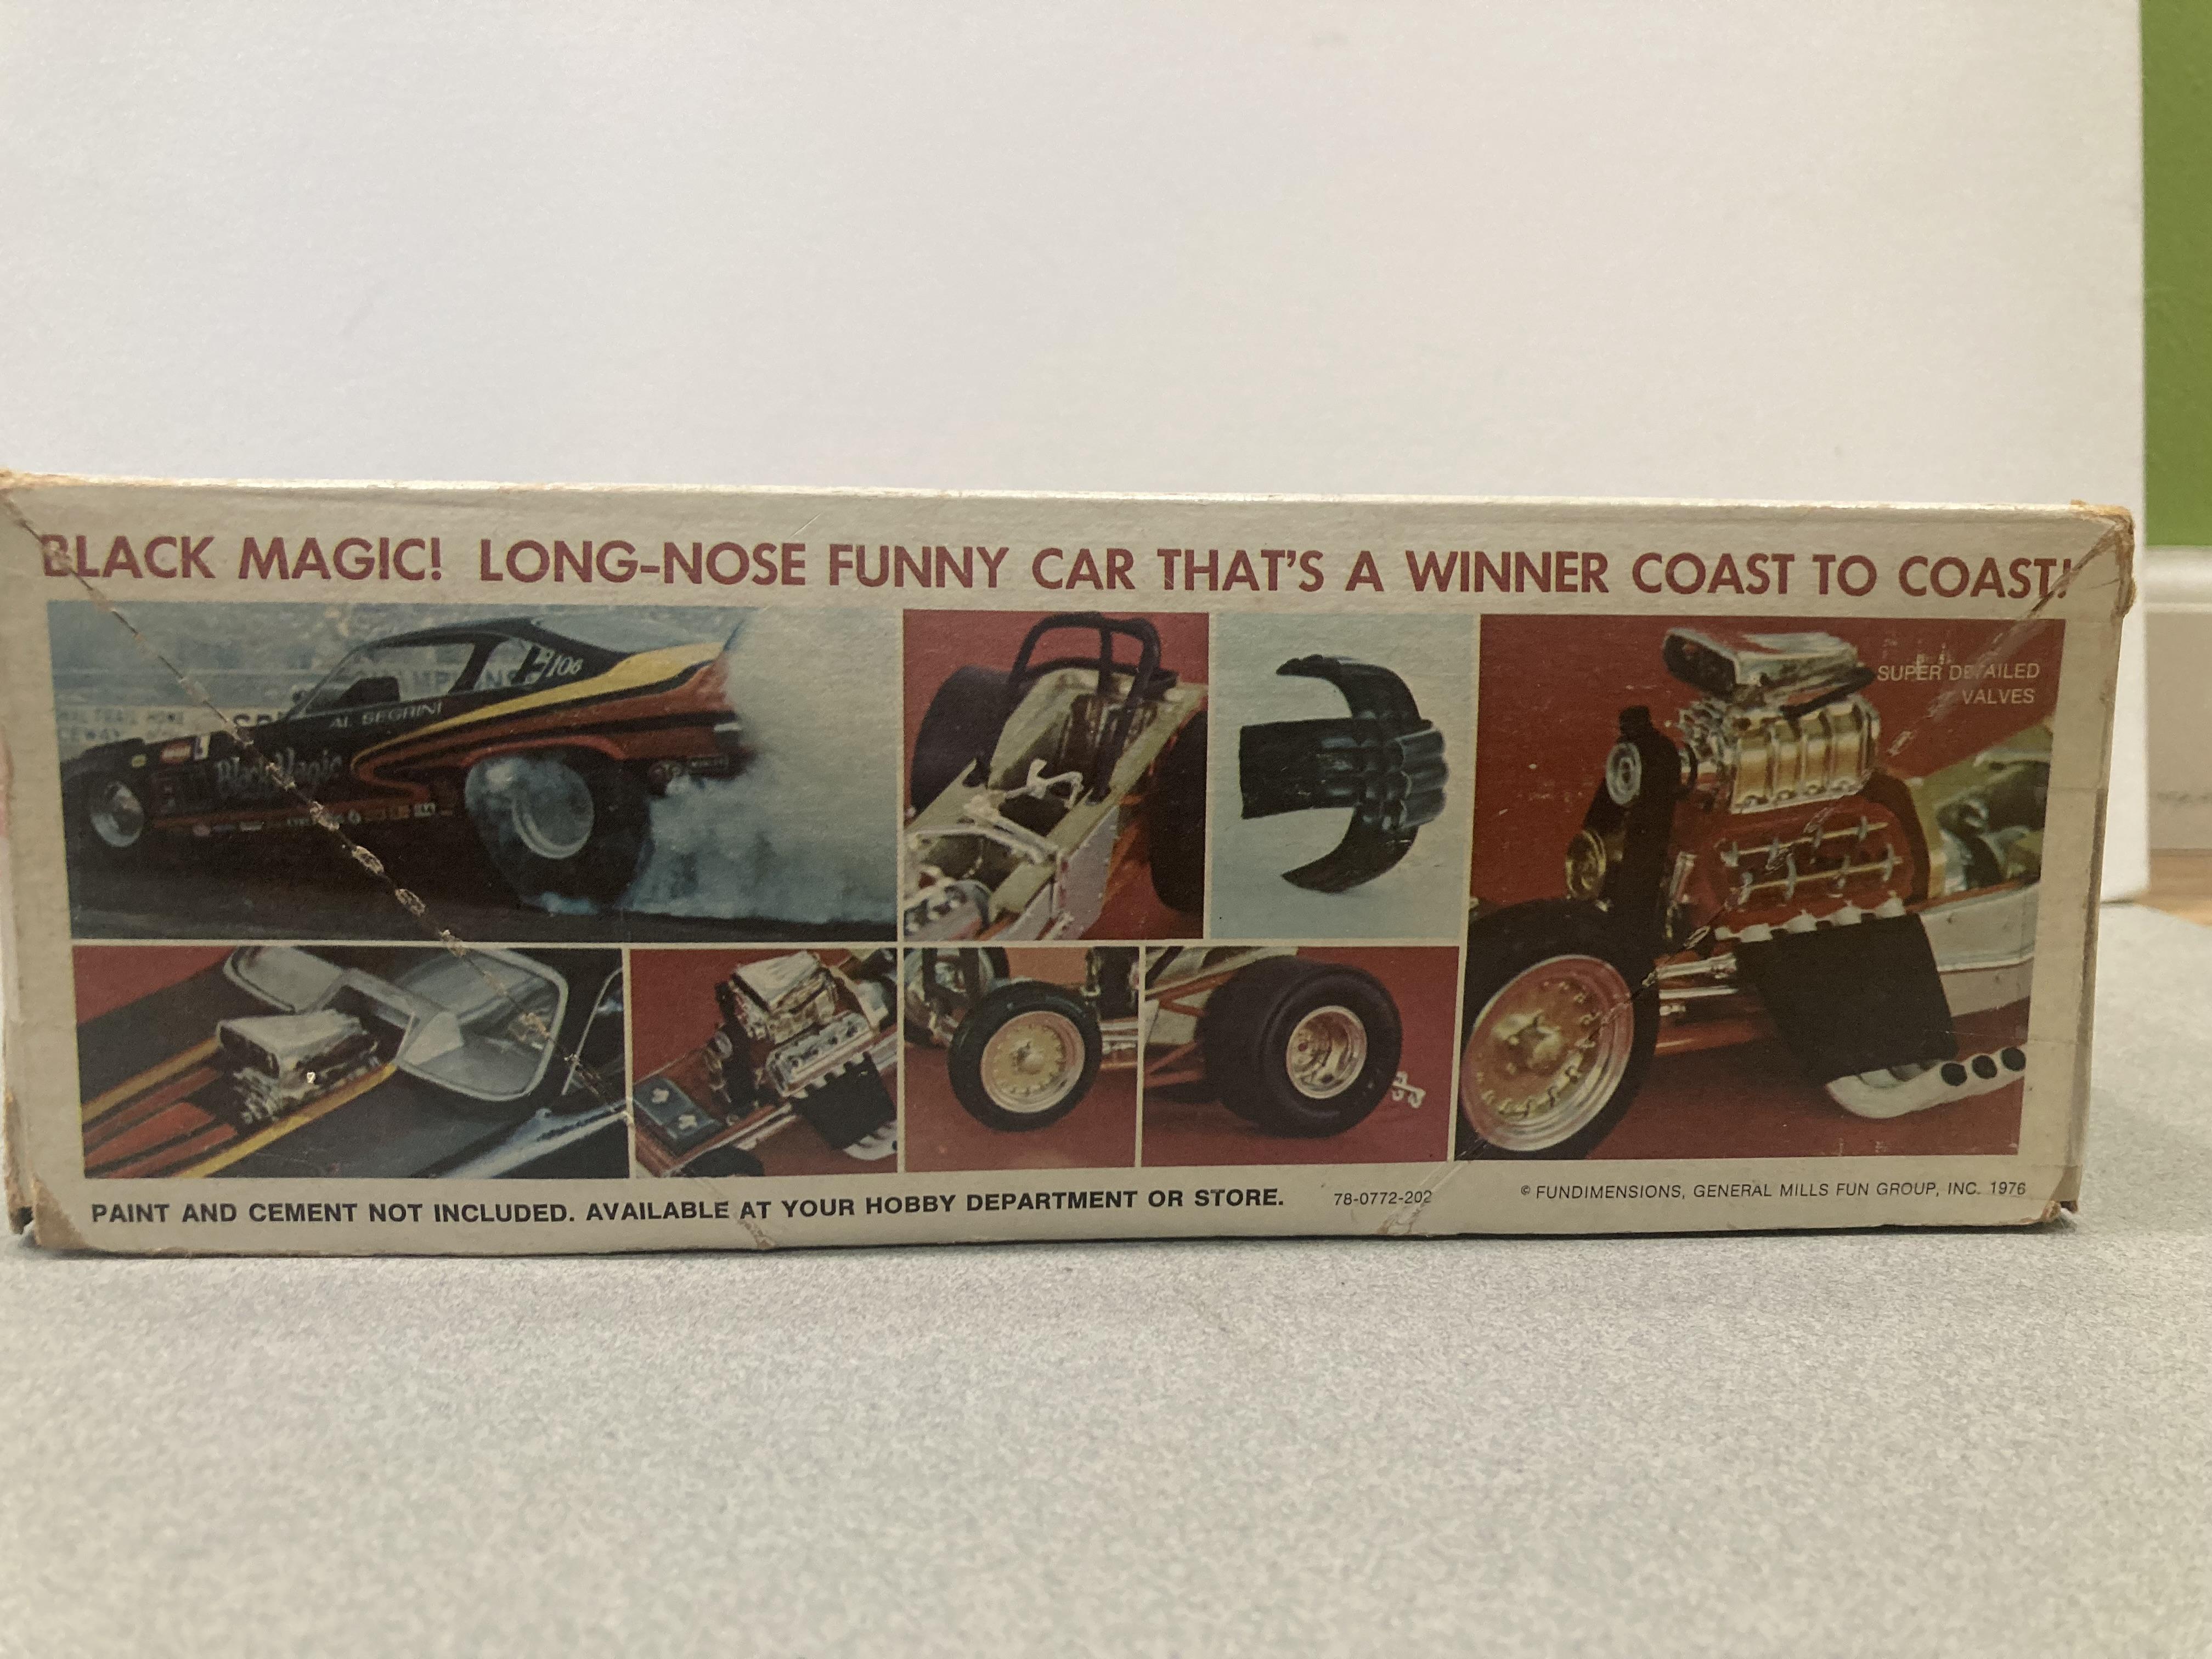 BLACK MAGIC! LONG-NOSE FUNNY CAR THAT'S A WINNER COAST TO COAST!
AL SEGRINI
Black Magic
SUPER DETAILED
VALVES
PAINT AND CEMENT NOT INCLUDED. AVAILABLE AT YOUR HOBBY DEPARTMENT OR STORE.
78-0772-202
© FUNDIMENSIONS, GENERAL MILLS FUN GROUP, INC. 1976